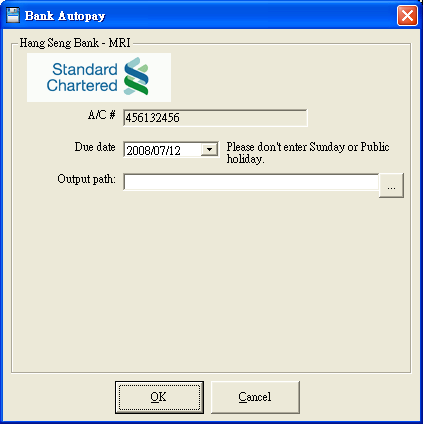 Bank Autopay
Hang Seng Bank - MRI
Standard
Chartered
A/C #
456132456
Due date
2008/07/12
Please don't enter Sunday or Public
holiday.
Output path:
...
OK
Cancel